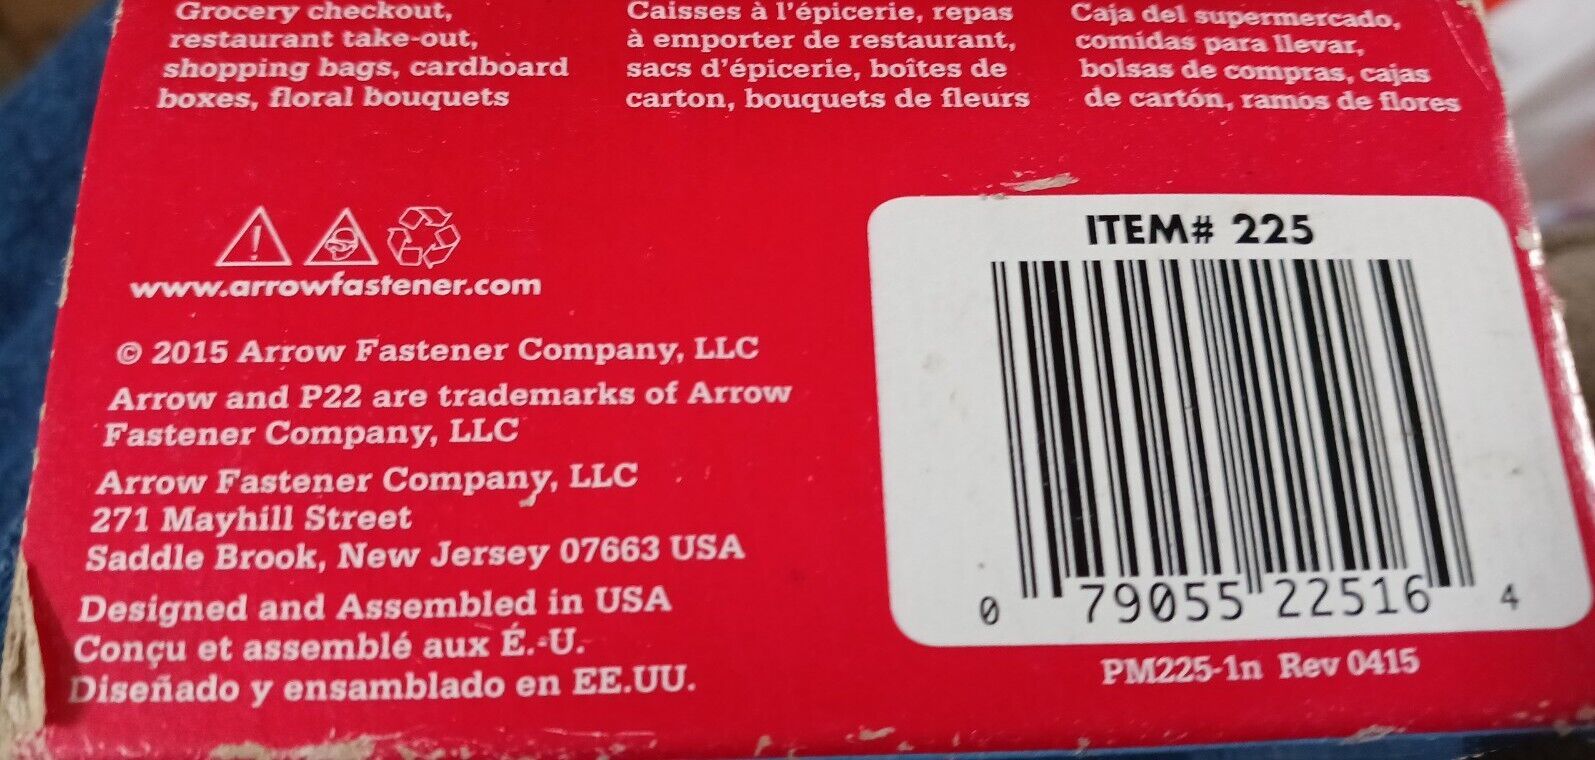 Grocery checkout,
restaurant take-out,
shopping bags, cardboard
boxes, floral bouquets
Caisses à l'épicerie, repas
à emporter de restaurant,
sacs d'épicerie, boîtes de
carton, bouquets de fleurs
Caja del supermercado,
comidas para llevar,
bolsas de compras, cajas
de cartón, ramos de flores
www.arrowfastener.com
© 2015 Arrow Fastener Company, LLC
Arrow and P22 are trademarks of Arrow
Fastener Company, LLC
Arrow Fastener Company, LLC
271 Mayhill Street
Saddle Brook, New Jersey 07663 USA
Designed and Assembled in USA
Conçu et assemblé aux É.-U.
Diseñado y ensamblado en EE.UU.
ITEM# 225
0 79055 22516 4
PM225-1n Rev 0415